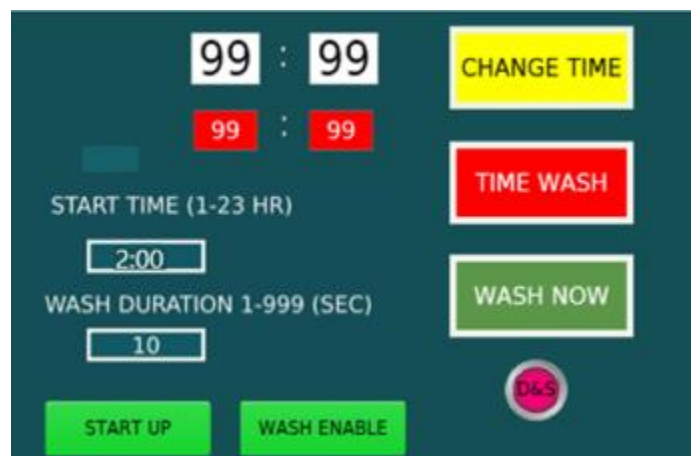 99 : 99
CHANGE TIME
99 : 99
TIME WASH
START TIME (1-23 HR)
2:00
WASH NOW
WASH DURATION 1-999 (SEC)
10
D&S
START UP
WASH ENABLE